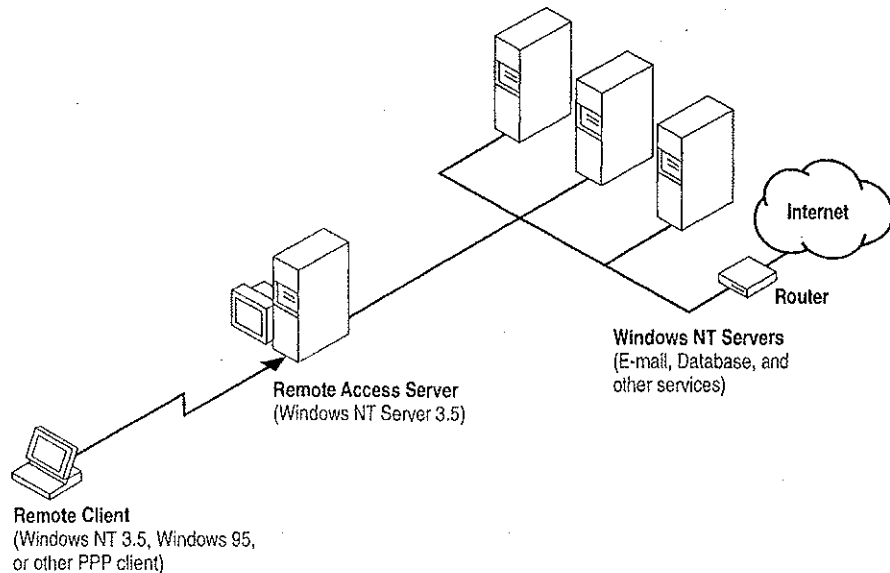 Internet
Router
Windows NT Servers
(E-mail, Database, and
other services)
Remote Access Server
(Windows NT Server 3.5)
Remote Client
(Windows NT 3.5, Windows 95,
or other PPP client)